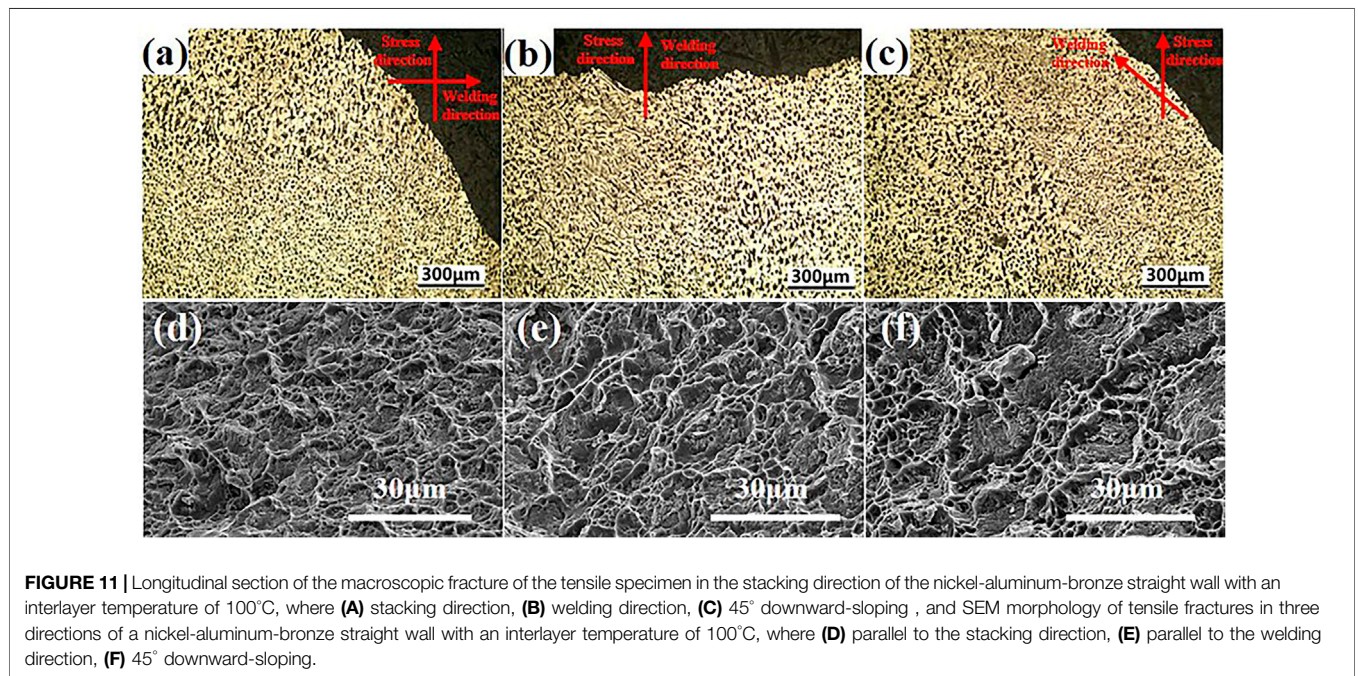 (a)
Stress
direction
Welding
direction
300μm
(b)
Stress
direction
Welding
direction
300μm
(c)
Welding
direction
Stress
direction
300μm
(d)
30μm
(e)
30μm
(f)
30μm
FIGURE 11 | Longitudinal section of the macroscopic fracture of the tensile specimen in the stacking direction of the nickel-aluminum-bronze straight wall with an
interlayer temperature of 100°C, where (A) stacking direction, (B) welding direction, (C) 45° downward-sloping , and SEM morphology of tensile fractures in three
directions of a nickel-aluminum-bronze straight wall with an interlayer temperature of 100°C, where (D) parallel to the stacking direction, (E) parallel to the welding
direction, (F) 45° downward-sloping.